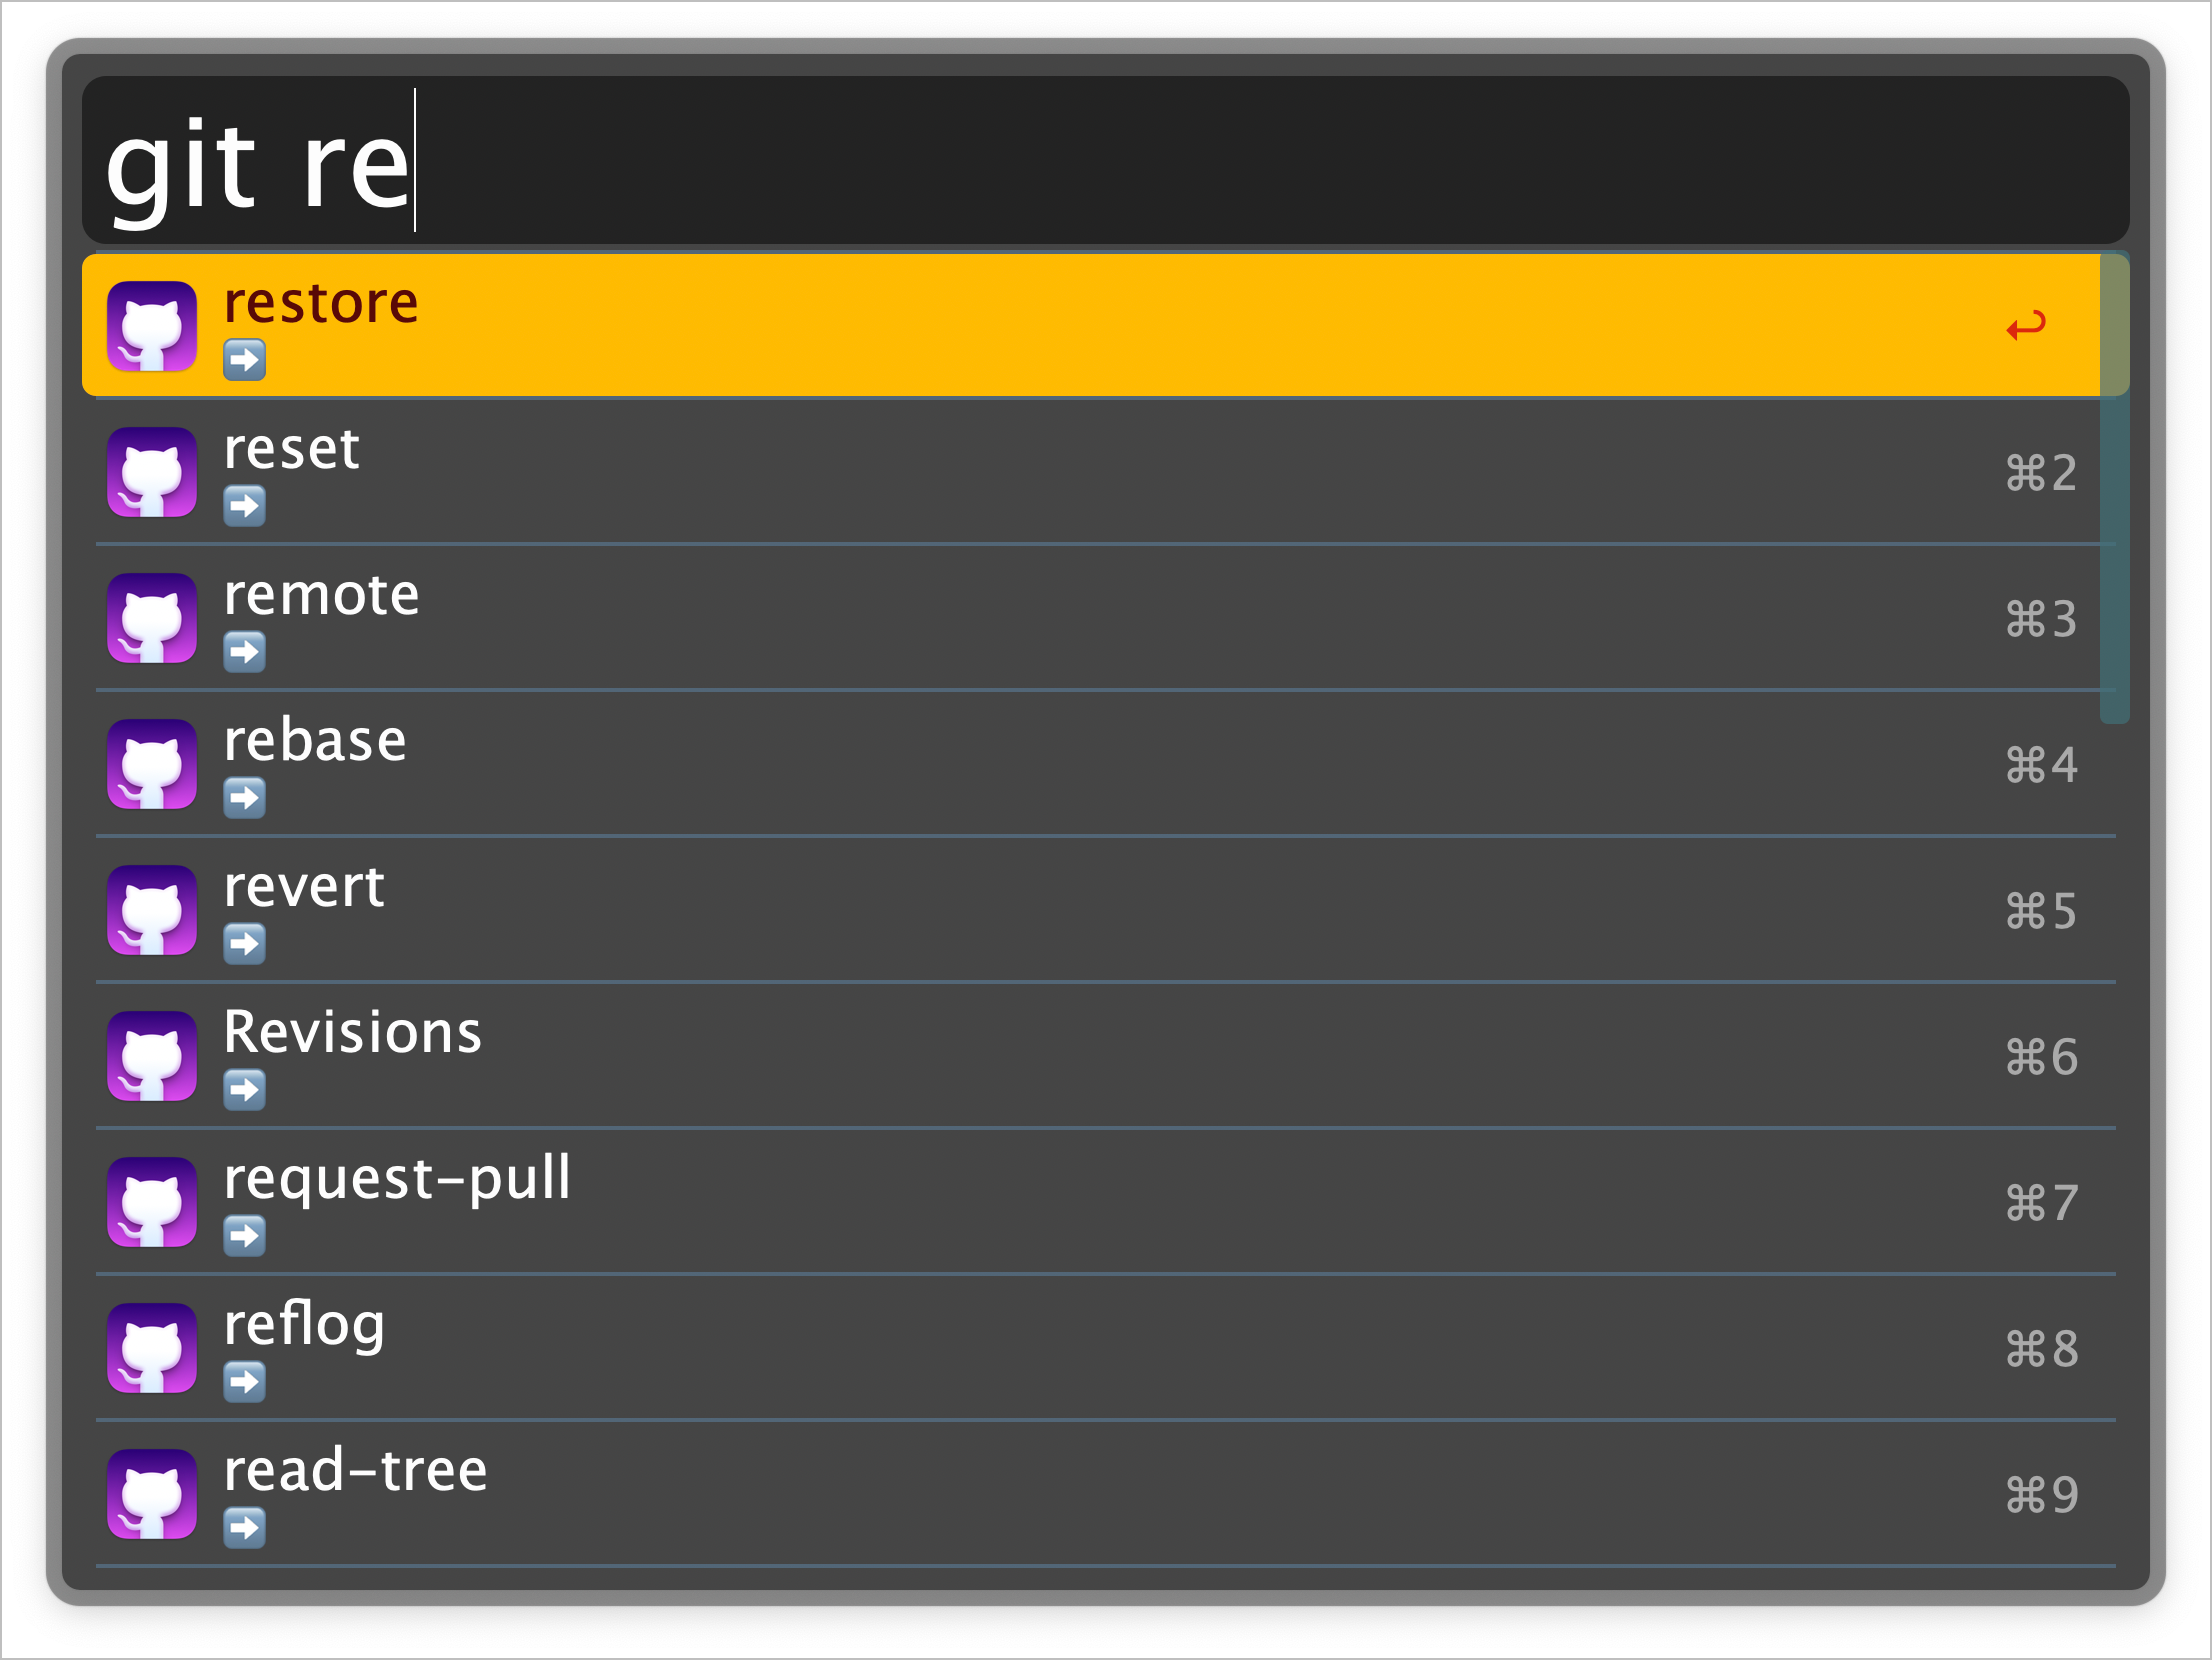 git re
restore
➡️
reset ⌘2
➡️
remote ⌘3
➡️
rebase ⌘4
➡️
revert ⌘5
➡️
Revisions ⌘6
➡️
request-pull ⌘7
➡️
reflog ⌘8
➡️
read-tree ⌘9
➡️